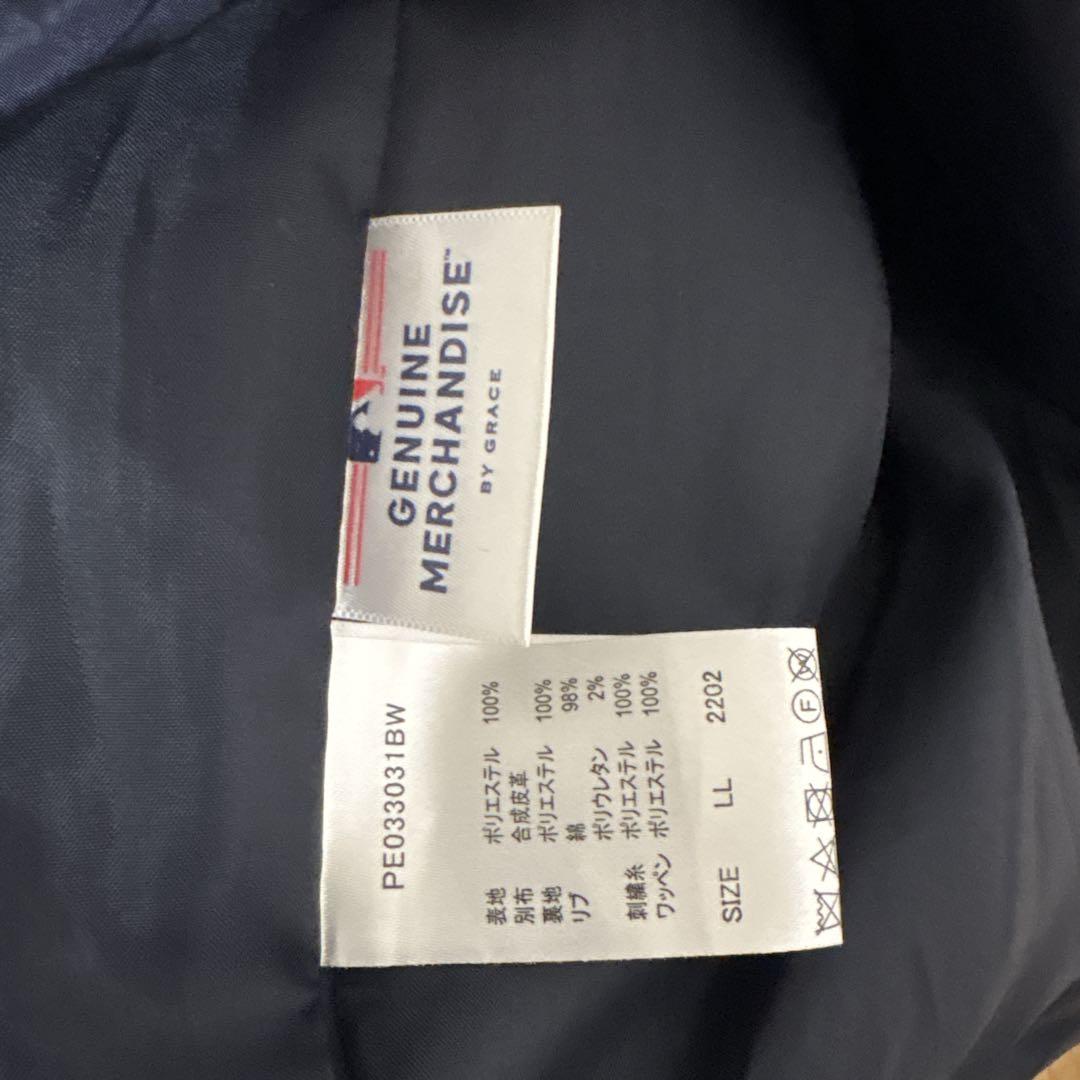 GENUINE
MERCHANDISE™
BY GRACE
PE033031BW
表地 ポリエステル 100%
別布 合成皮革
裏地 ポリエステル 100%
リブ 綿 98%
ポリウレタン 2%
刺繍糸 ポリエステル 100%
ワッペン ポリエステル 100%
SIZE LL 2202
F